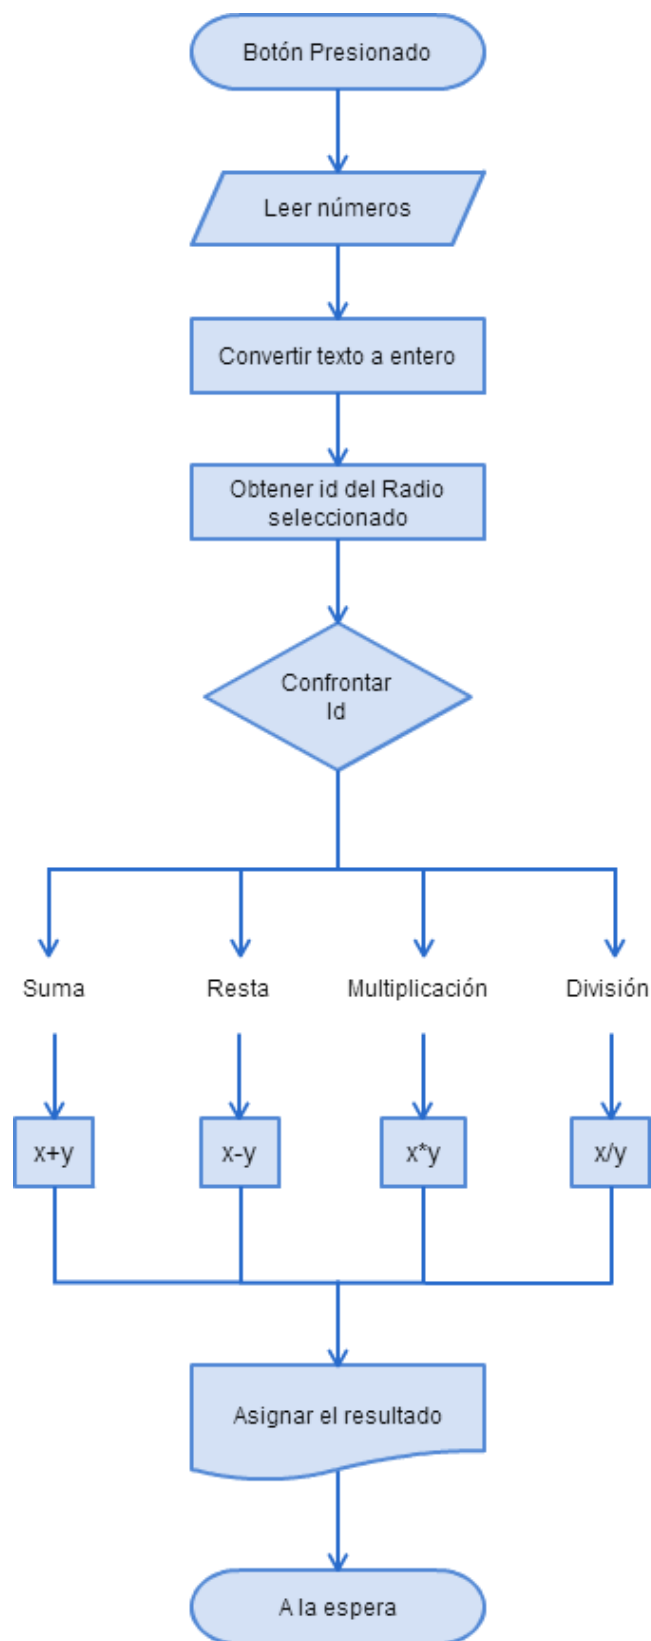 Botón Presionado
Leer números
Convertir texto a entero
Obtener id del Radio
seleccionado
Confrontar
Id
Suma
Resta
Multiplicación
División
x+y
x-y
x*y
x/y
Asignar el resultado
A la espera